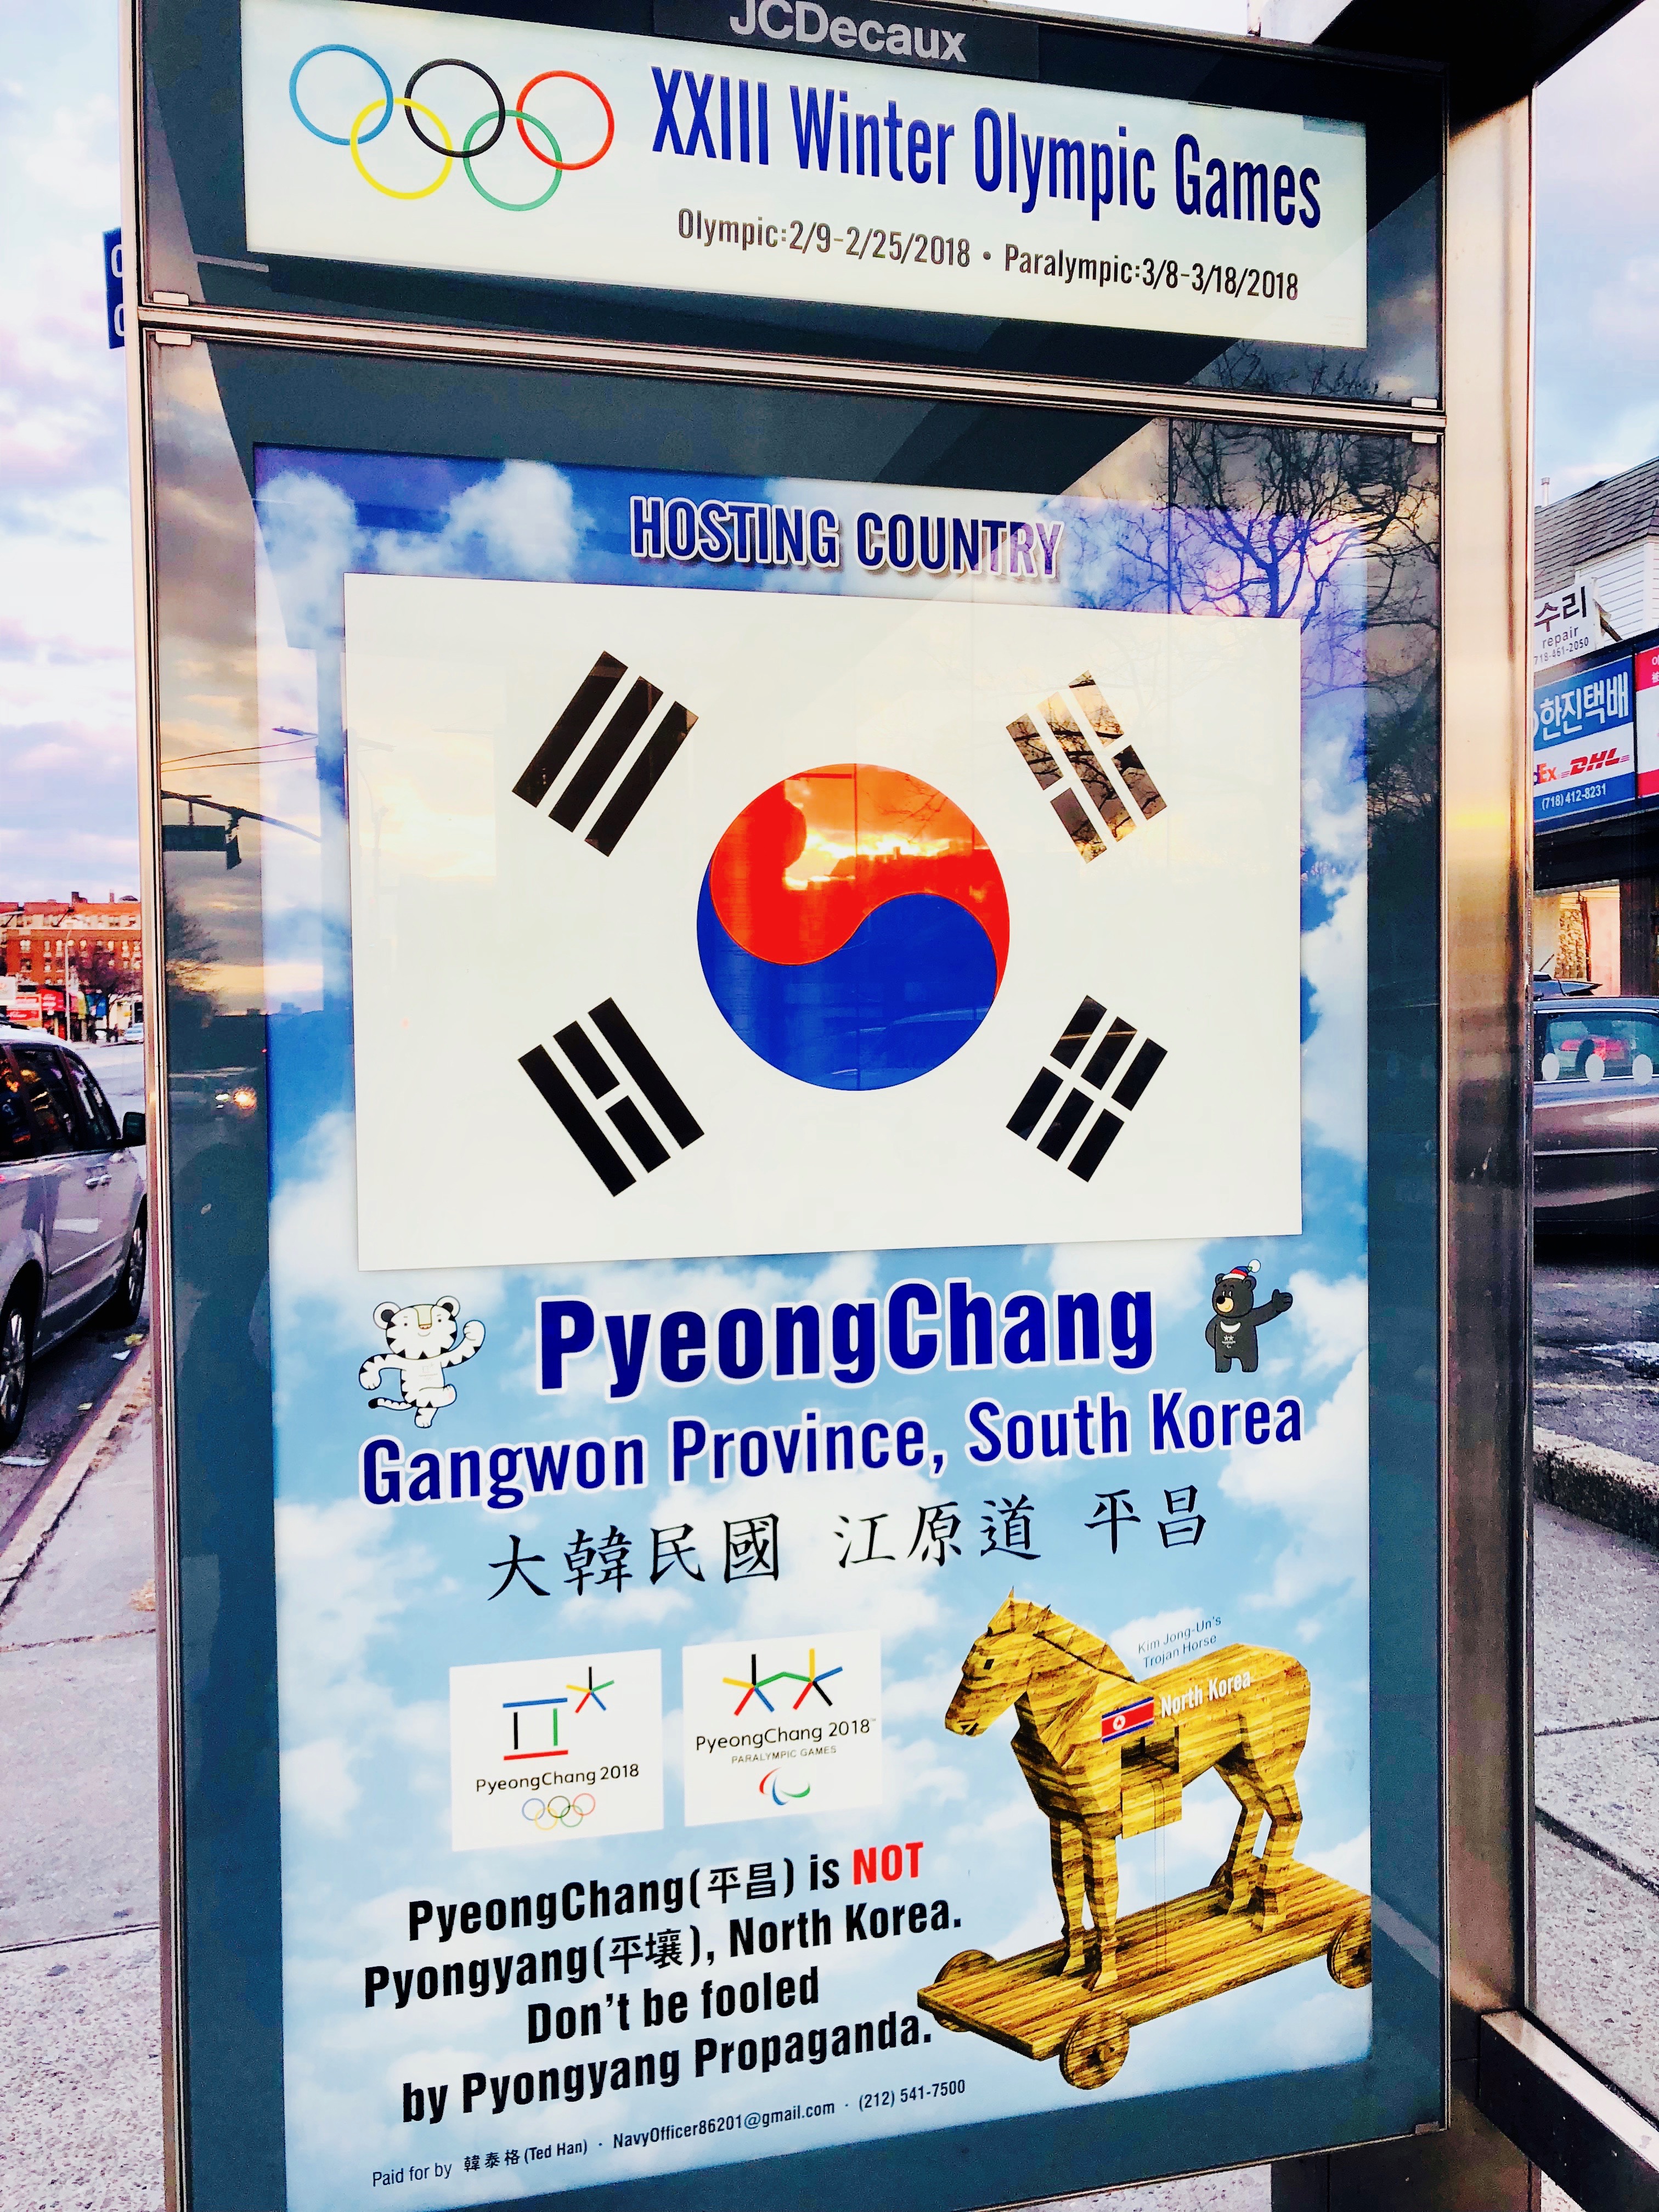 JCDecaux
XXIII Winter Olympic Games
Olympic:2/9-2/25/2018 • Paralympic:3/8-3/18/2018
HOSTING COUNTRY
수리
repair
718-461-2050
한진택배
DHL
(718) 412-8231
PyeongChang
Gangwon Province, South Korea
大韓民國 江原道 平昌
Kim Jong-Un's
Trojan Horse
North Korea
PyeongChang 2018
PyeongChang 2018™
PARALYMPIC GAMES
PyeongChang(平昌) is NOT
Pyongyang(平壤), North Korea.
Don't be fooled
by Pyongyang Propaganda.
Paid for by 韓泰格 (Ted Han) · NavyOfficer86201@gmail.com · (212) 541-7500